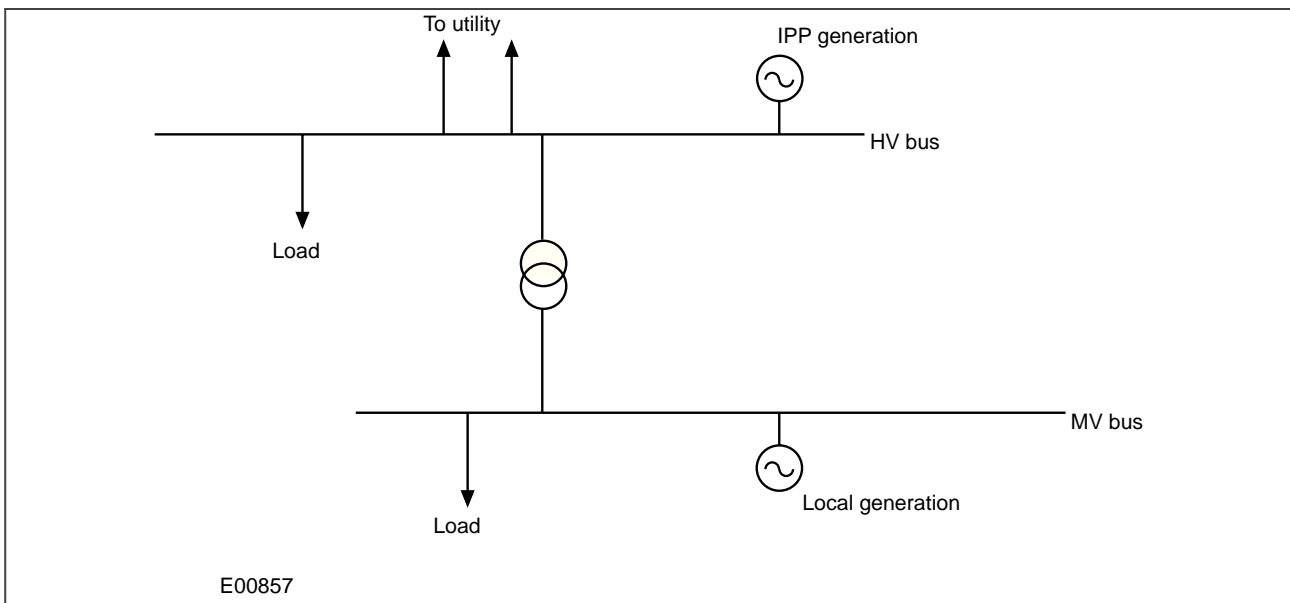 To utility
IPP generation
HV bus
Load
MV bus
Local generation
Load
E00857